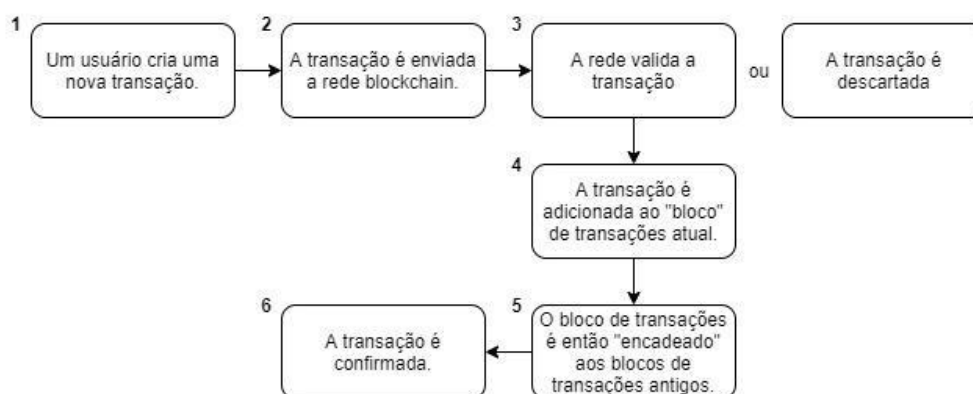 1
Um usuário cria uma
nova transação.
2
A transação é enviada
a rede blockchain.
3
A rede valida a
transação
ou
A transação é
descartada
4
A transação é
adicionada ao "bloco"
de transações atual.
5
O bloco de transações
é então "encadeado"
aos blocos de
transações antigos.
6
A transação é
confirmada.